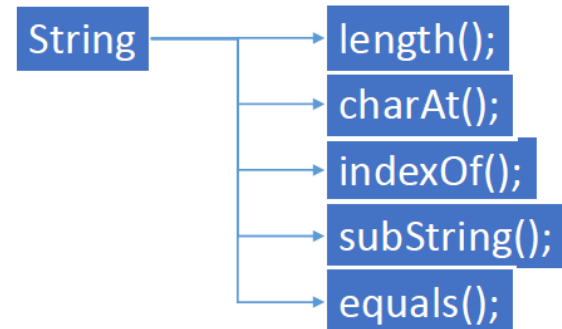 String
length();
charAt();
indexOf();
subString();
equals();